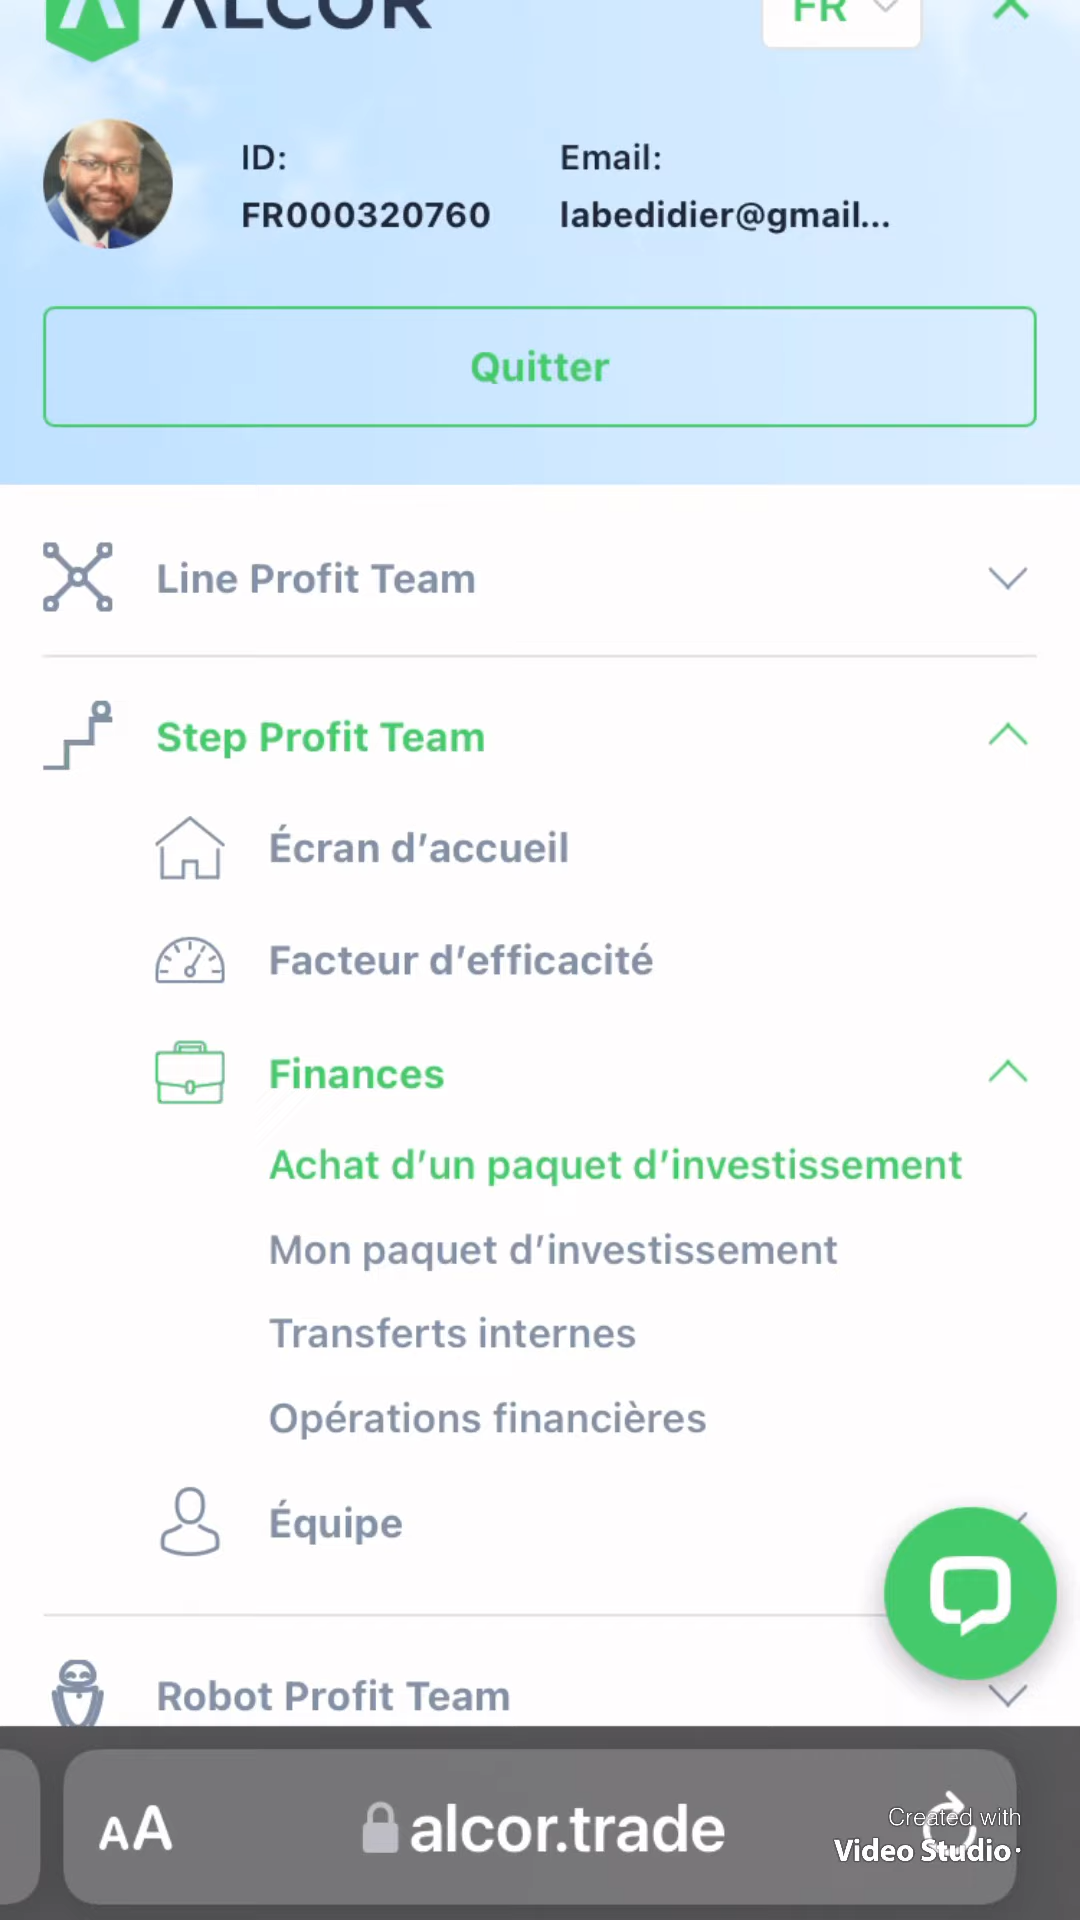 ALCOR
FR
ID:
Email:
FR000320760
labedidier@gmail...
Quitter
Line Profit Team
Step Profit Team
Écran d’accueil
Facteur d’efficacité
Finances
Achat d’un paquet d’investissement
Mon paquet d’investissement
Transferts internes
Opérations financières
Équipe
Robot Profit Team
AA
alcor.trade
Created with
Video Studio